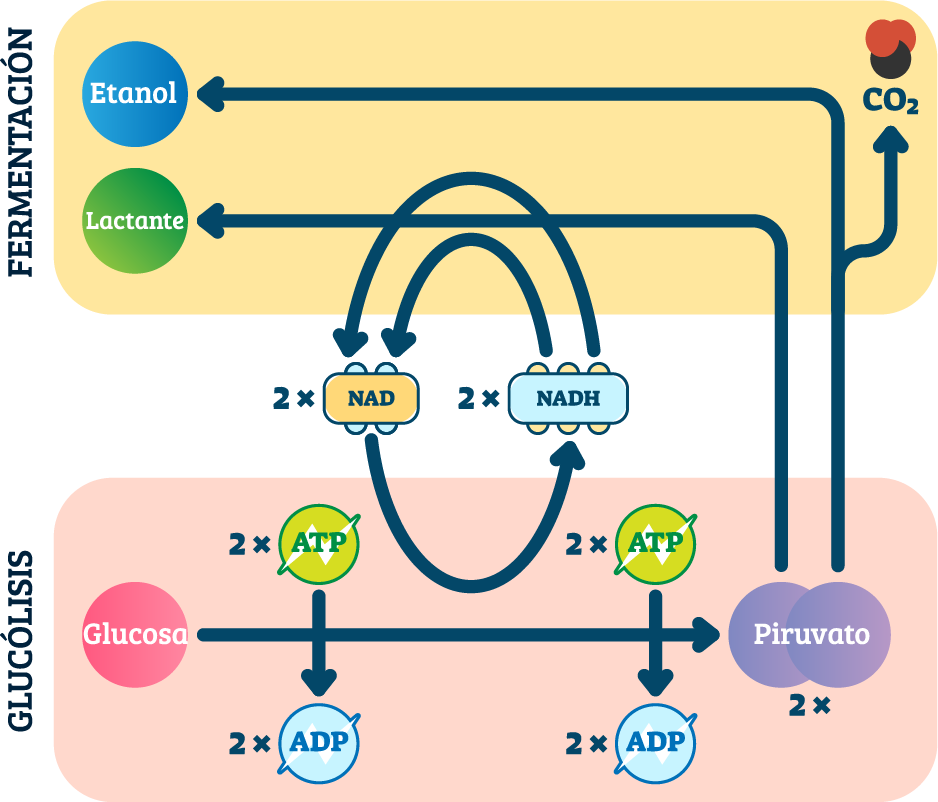 FERMENTACIÓN
Etanol
CO₂
Lactante
2 × NAD
2 × NADH
GLUCÓLISIS
2 × ATP
2 × ATP
Glucosa
Piruvato
2 ×
2 × ADP
2 × ADP